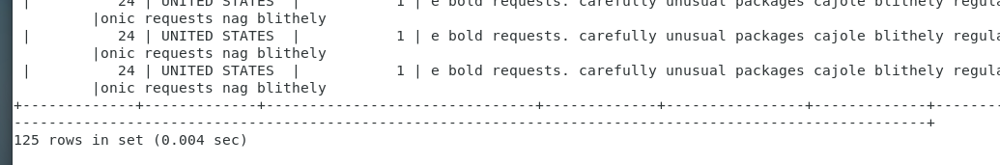 |          24 | UNITED STATES  |           1 | e bold requests. carefully unusual packages cajole blithely
|onic requests nag blithely
|          24 | UNITED STATES  |           1 | e bold requests. carefully unusual packages cajole blithely regula
|onic requests nag blithely
|          24 | UNITED STATES  |           1 | e bold requests. carefully unusual packages cajole blithely regula
|onic requests nag blithely
+-------------+-------------+-------------------------------+-------------+----------------+-------------+-------
---------------------------------------------------------------------------------------------------------+
125 rows in set (0.004 sec)